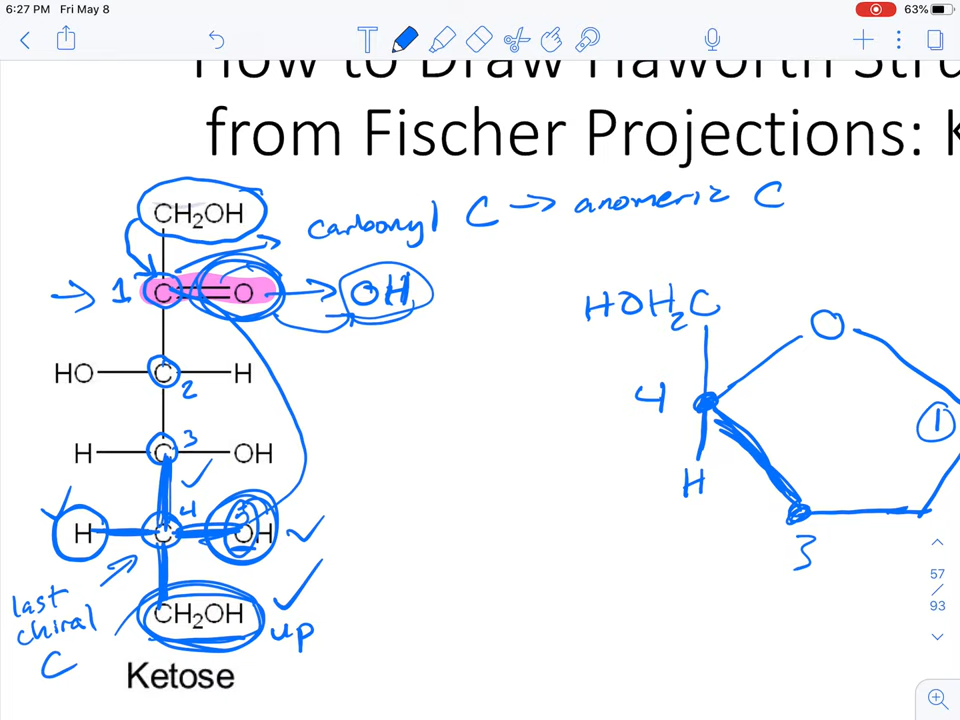 6:27 PM Fri May 8
63%
T
How to Draw Haworth Stru
from Fischer Projections: K
CH2OH
carbonyl C → anomeric C
1 C=O → OH
HO C H
2
H C OH
3
H C OH
4
5
last
chiral
C
CH2OH
up
Ketose
HOH2C
O
4
1
H
3
57
/
93